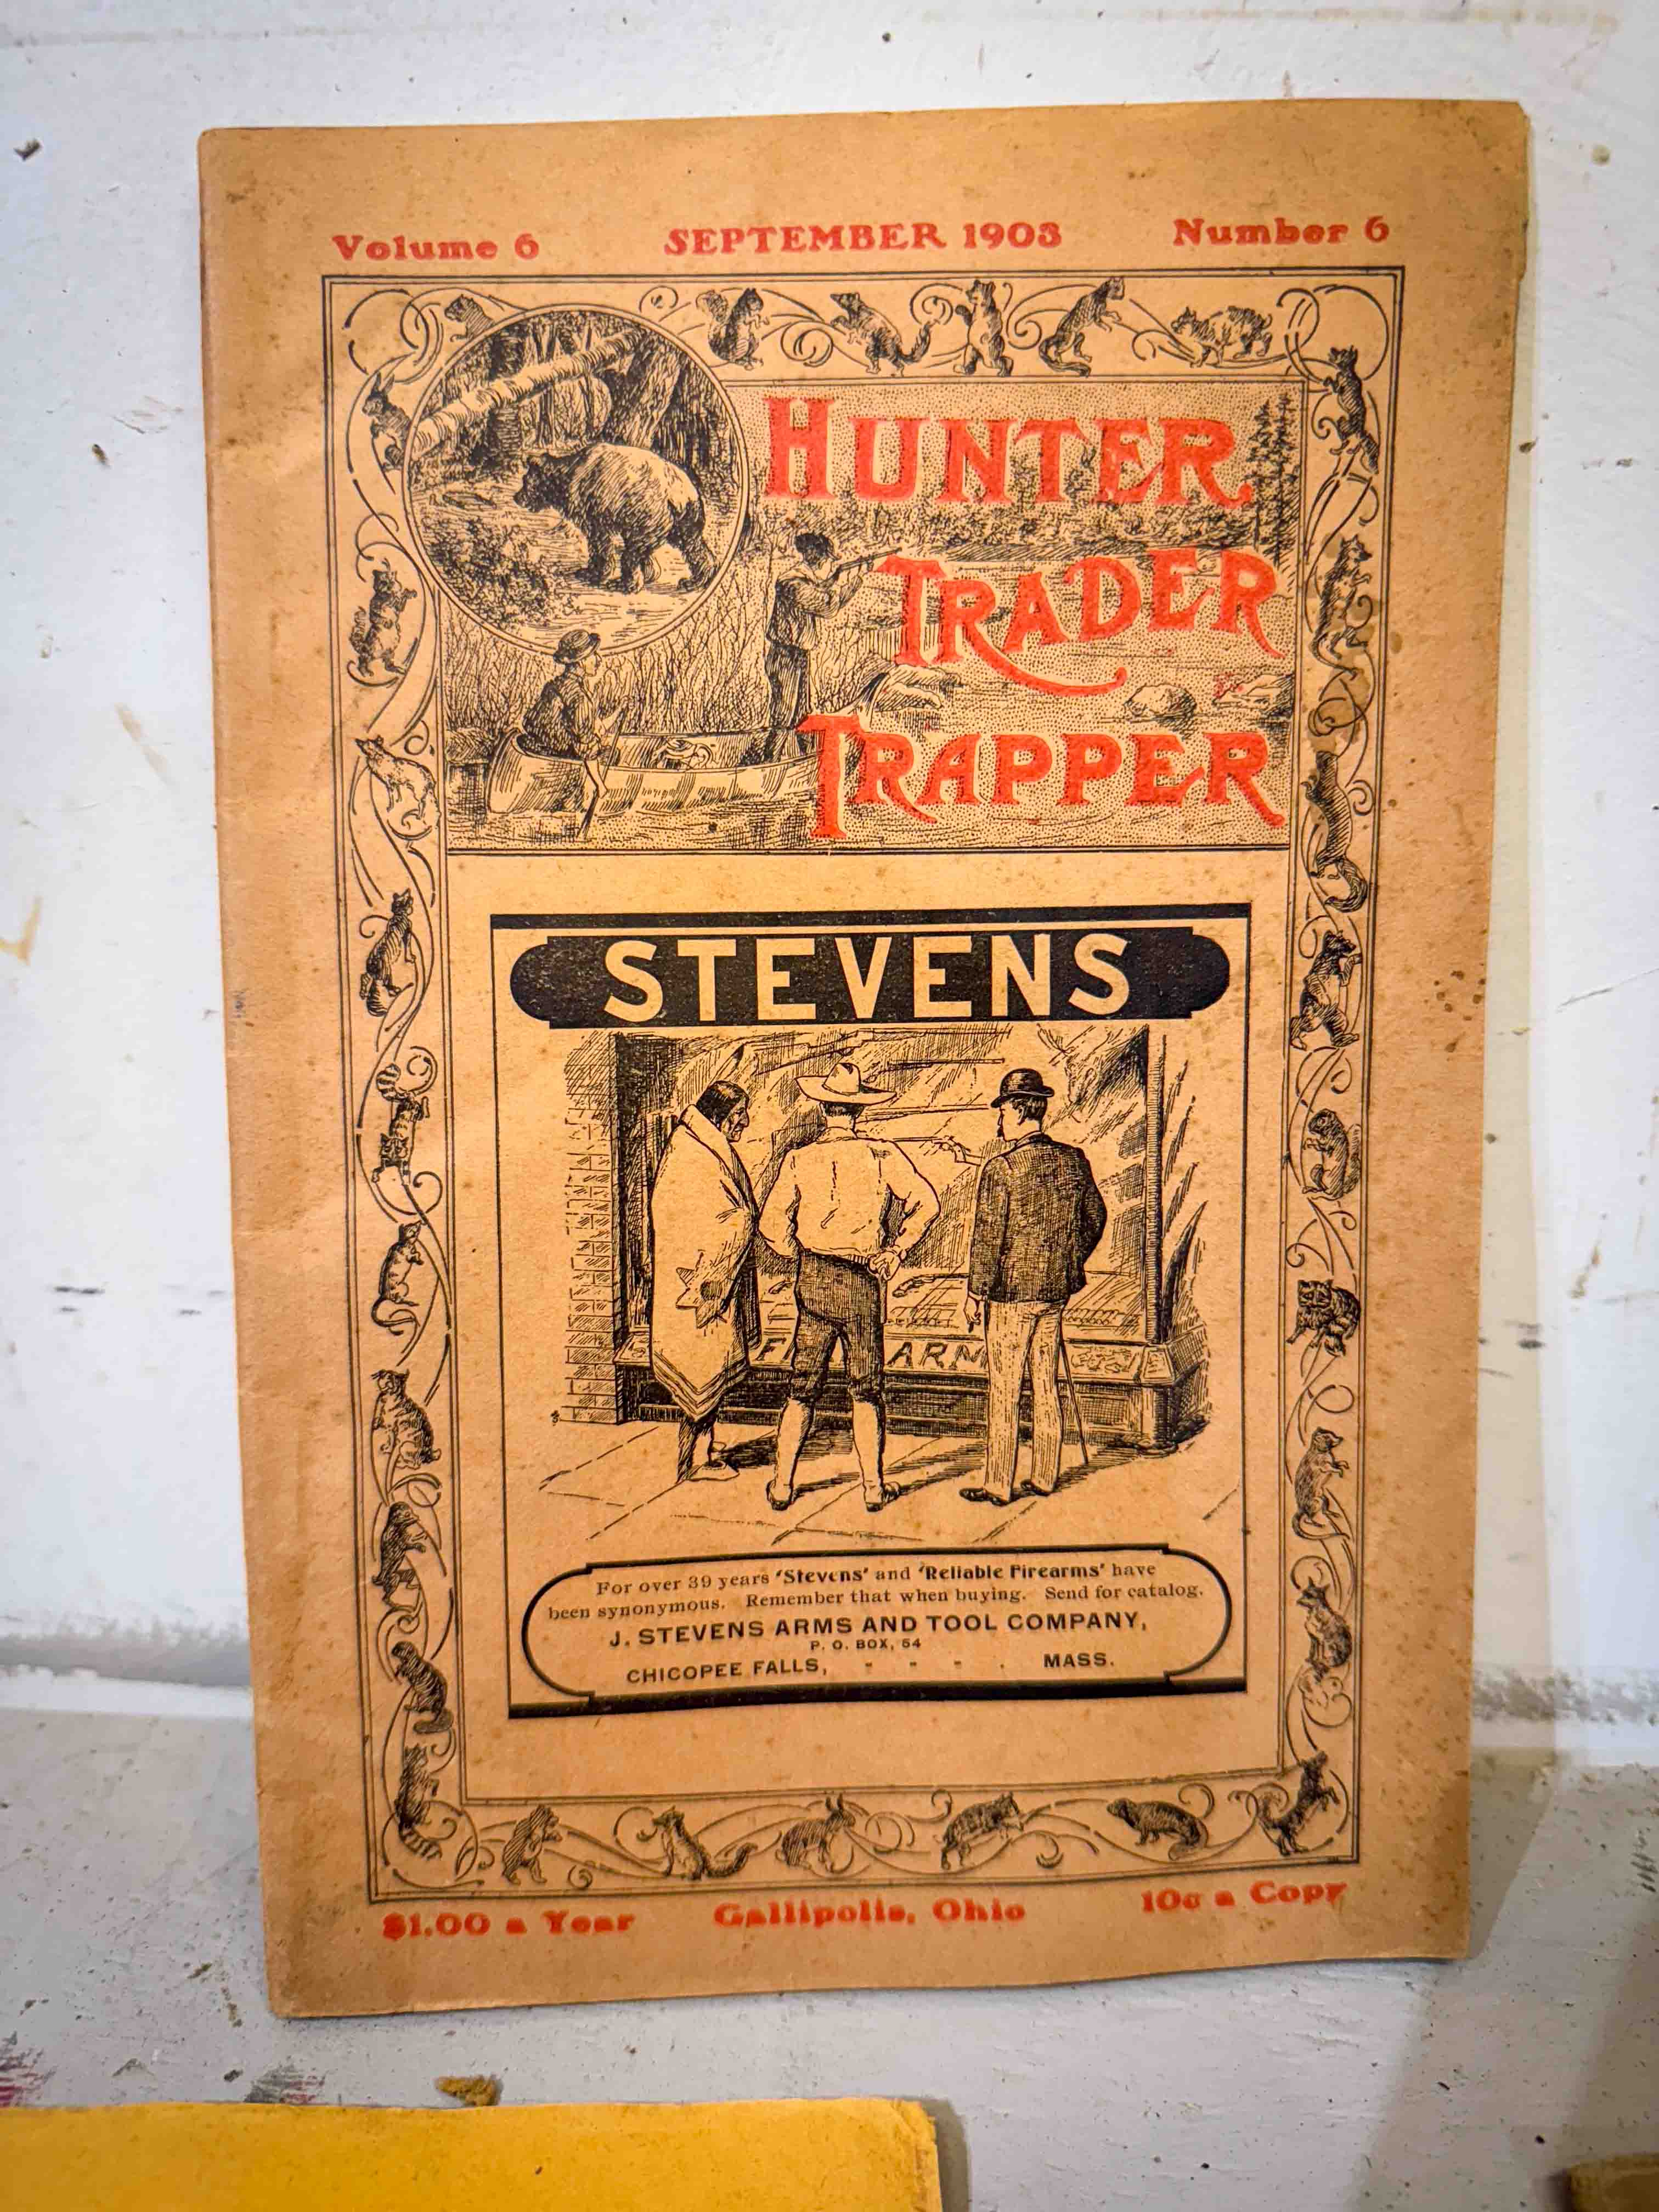 Volume 6 SEPTEMBER 1903 Number 6
HUNTER
TRADER
TRAPPER
STEVENS
ARM
For over 39 years 'Stevens' and 'Reliable Firearms' have
been synonymous. Remember that when buying. Send for catalog.
J. STEVENS ARMS AND TOOL COMPANY,
P. O. BOX, 54
CHICOPEE FALLS, - - - . MASS.
$1.00 a Year Gallipolis, Ohio 10c a Copy